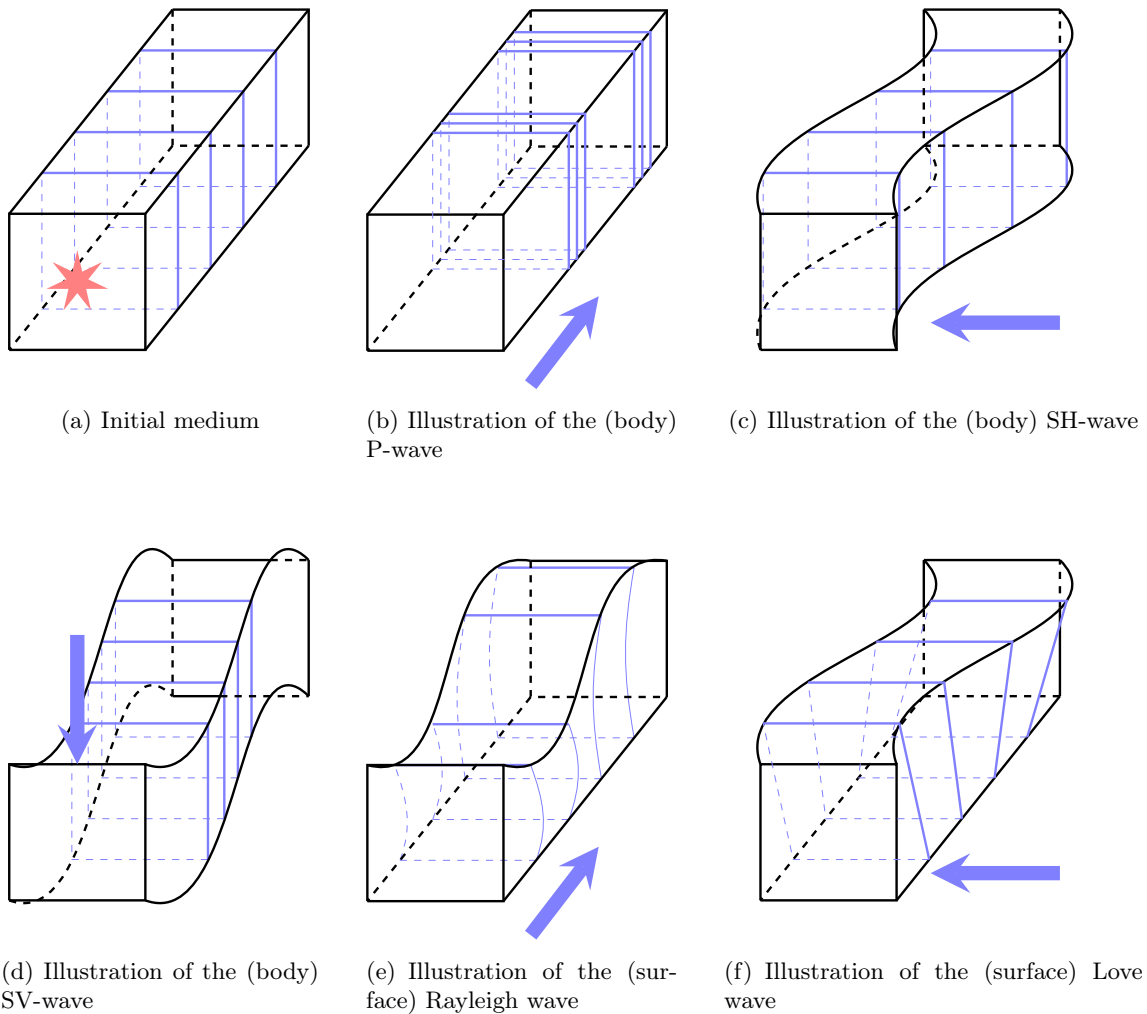 (a) Initial medium
(b) Illustration of the (body)
P-wave
(c) Illustration of the (body) SH-wave
(d) Illustration of the (body)
SV-wave
(e) Illustration of the (sur-
face) Rayleigh wave
(f) Illustration of the (surface) Love
wave